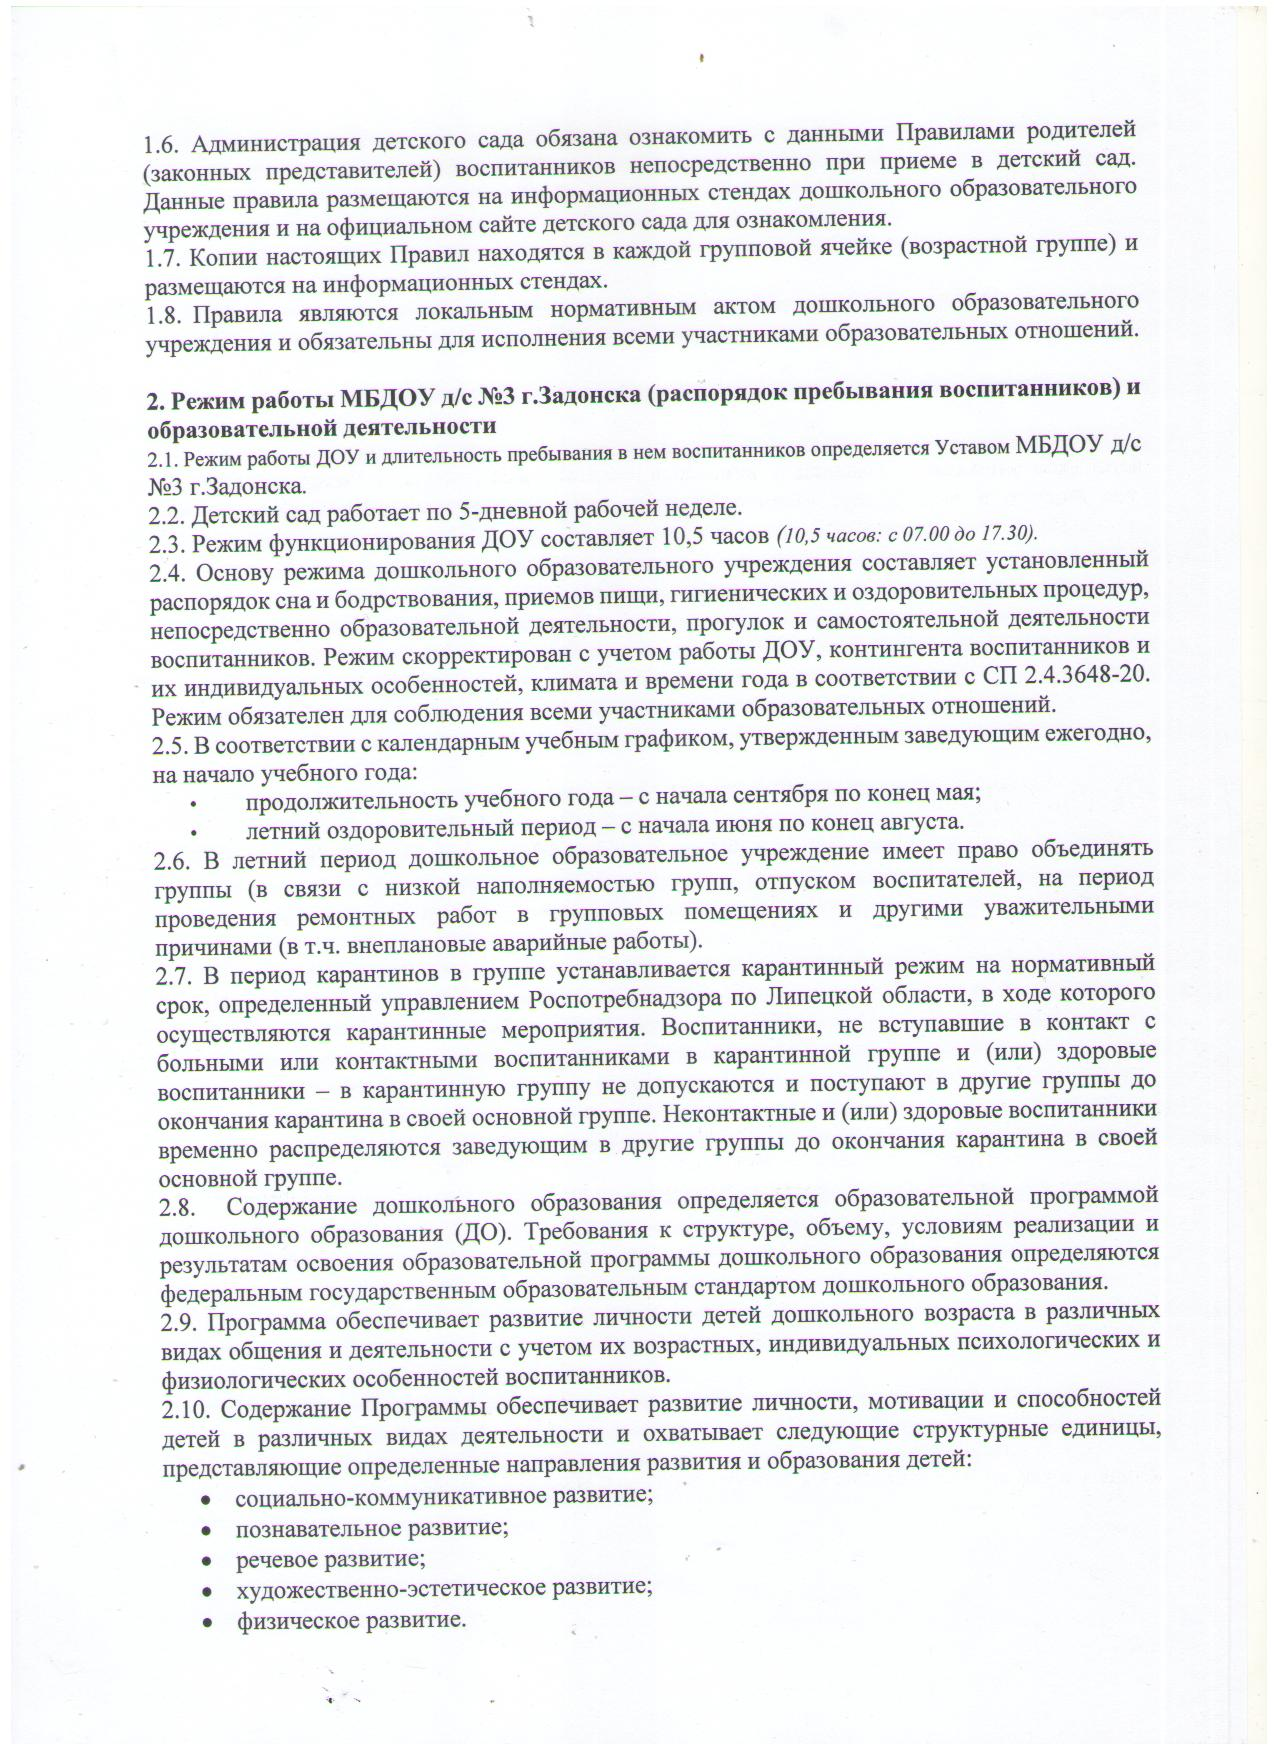 1.6. Администрация детского сада обязана ознакомить с данными Правилами родителей
(законных представителей) воспитанников непосредственно при приеме в детский сад.
Данные правила размещаются на информационных стендах дошкольного образовательного
учреждения и на официальном сайте детского сада для ознакомления.
1.7. Копии настоящих Правил находятся в каждой групповой ячейке (возрастной группе) и
размещаются на информационных стендах.
1.8. Правила являются локальным нормативным актом дошкольного образовательного
учреждения и обязательны для исполнения всеми участниками образовательных отношений.
2. Режим работы МБДОУ д/с №3 г.Задонска (распорядок пребывания воспитанников) и
образовательной деятельности
2.1. Режим работы ДОУ и длительность пребывания в нем воспитанников определяется Уставом МБДОУ д/с
№3 г.Задонска.
2.2. Детский сад работает по 5-дневной рабочей неделе.
2.3. Режим функционирования ДОУ составляет 10,5 часов (10,5 часов: с 07.00 до 17.30).
2.4. Основу режима дошкольного образовательного учреждения составляет установленный
распорядок сна и бодрствования, приемов пищи, гигиенических и оздоровительных процедур,
непосредственно образовательной деятельности, прогулок и самостоятельной деятельности
воспитанников. Режим скорректирован с учетом работы ДОУ, контингента воспитанников и
их индивидуальных особенностей, климата и времени года в соответствии с СП 2.4.3648-20.
Режим обязателен для соблюдения всеми участниками образовательных отношений.
2.5. В соответствии с календарным учебным графиком, утвержденным заведующим ежегодно,
на начало учебного года:
• продолжительность учебного года – с начала сентября по конец мая;
• летний оздоровительный период – с начала июня по конец августа.
2.6. В летний период дошкольное образовательное учреждение имеет право объединять
группы (в связи с низкой наполняемостью групп, отпуском воспитателей, на период
проведения ремонтных работ в групповых помещениях и другими уважительными
причинами (в т.ч. внеплановые аварийные работы).
2.7. В период карантинов в группе устанавливается карантинный режим на нормативный
срок, определенный управлением Роспотребнадзора по Липецкой области, в ходе которого
осуществляются карантинные мероприятия. Воспитанники, не вступавшие в контакт с
больными или контактными воспитанниками в карантинной группе и (или) здоровые
воспитанники – в карантинную группу не допускаются и поступают в другие группы до
окончания карантина в своей основной группе. Неконтактные и (или) здоровые воспитанники
временно распределяются заведующим в другие группы до окончания карантина в своей
основной группе.
2.8. Содержание дошкольного образования определяется образовательной программой
дошкольного образования (ДО). Требования к структуре, объему, условиям реализации и
результатам освоения образовательной программы дошкольного образования определяются
федеральным государственным образовательным стандартом дошкольного образования.
2.9. Программа обеспечивает развитие личности детей дошкольного возраста в различных
видах общения и деятельности с учетом их возрастных, индивидуальных психологических и
физиологических особенностей воспитанников.
2.10. Содержание Программы обеспечивает развитие личности, мотивации и способностей
детей в различных видах деятельности и охватывает следующие структурные единицы,
представляющие определенные направления развития и образования детей:
• социально-коммуникативное развитие;
• познавательное развитие;
• речевое развитие;
• художественно-эстетическое развитие;
• физическое развитие.